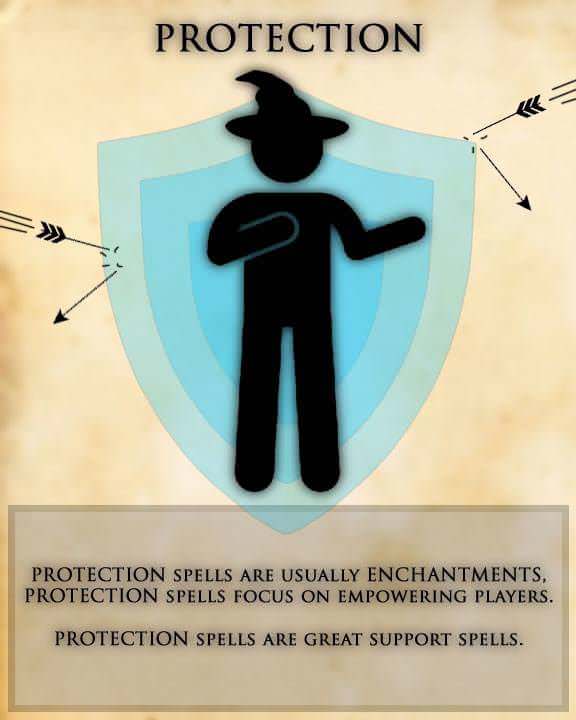 PROTECTION
PROTECTION SPELLS ARE USUALLY ENCHANTMENTS,
PROTECTION SPELLS FOCUS ON EMPOWERING PLAYERS.
PROTECTION SPELLS ARE GREAT SUPPORT SPELLS.